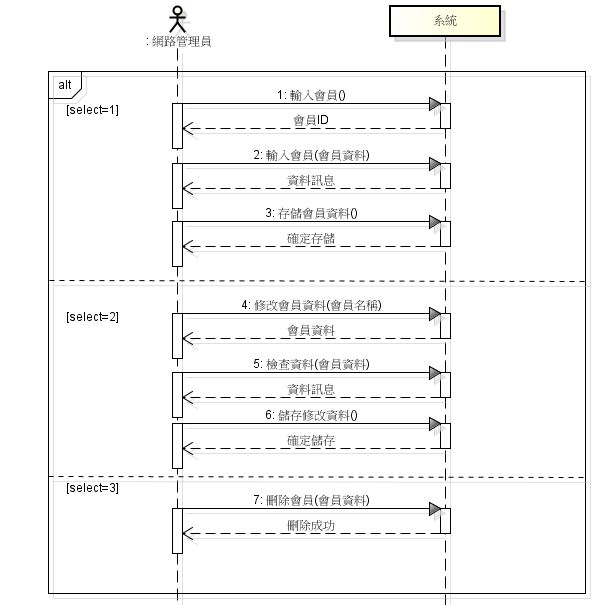 : 網路管理員
系統
alt
[select=1]
1: 輸入會員()
會員ID
2: 輸入會員(會員資料)
資料訊息
3: 存儲會員資料()
確定存儲
[select=2]
4: 修改會員資料(會員名稱)
會員資料
5: 檢查資料(會員資料)
資料訊息
6: 儲存修改資料()
確定儲存
[select=3]
7: 刪除會員(會員資料)
刪除成功